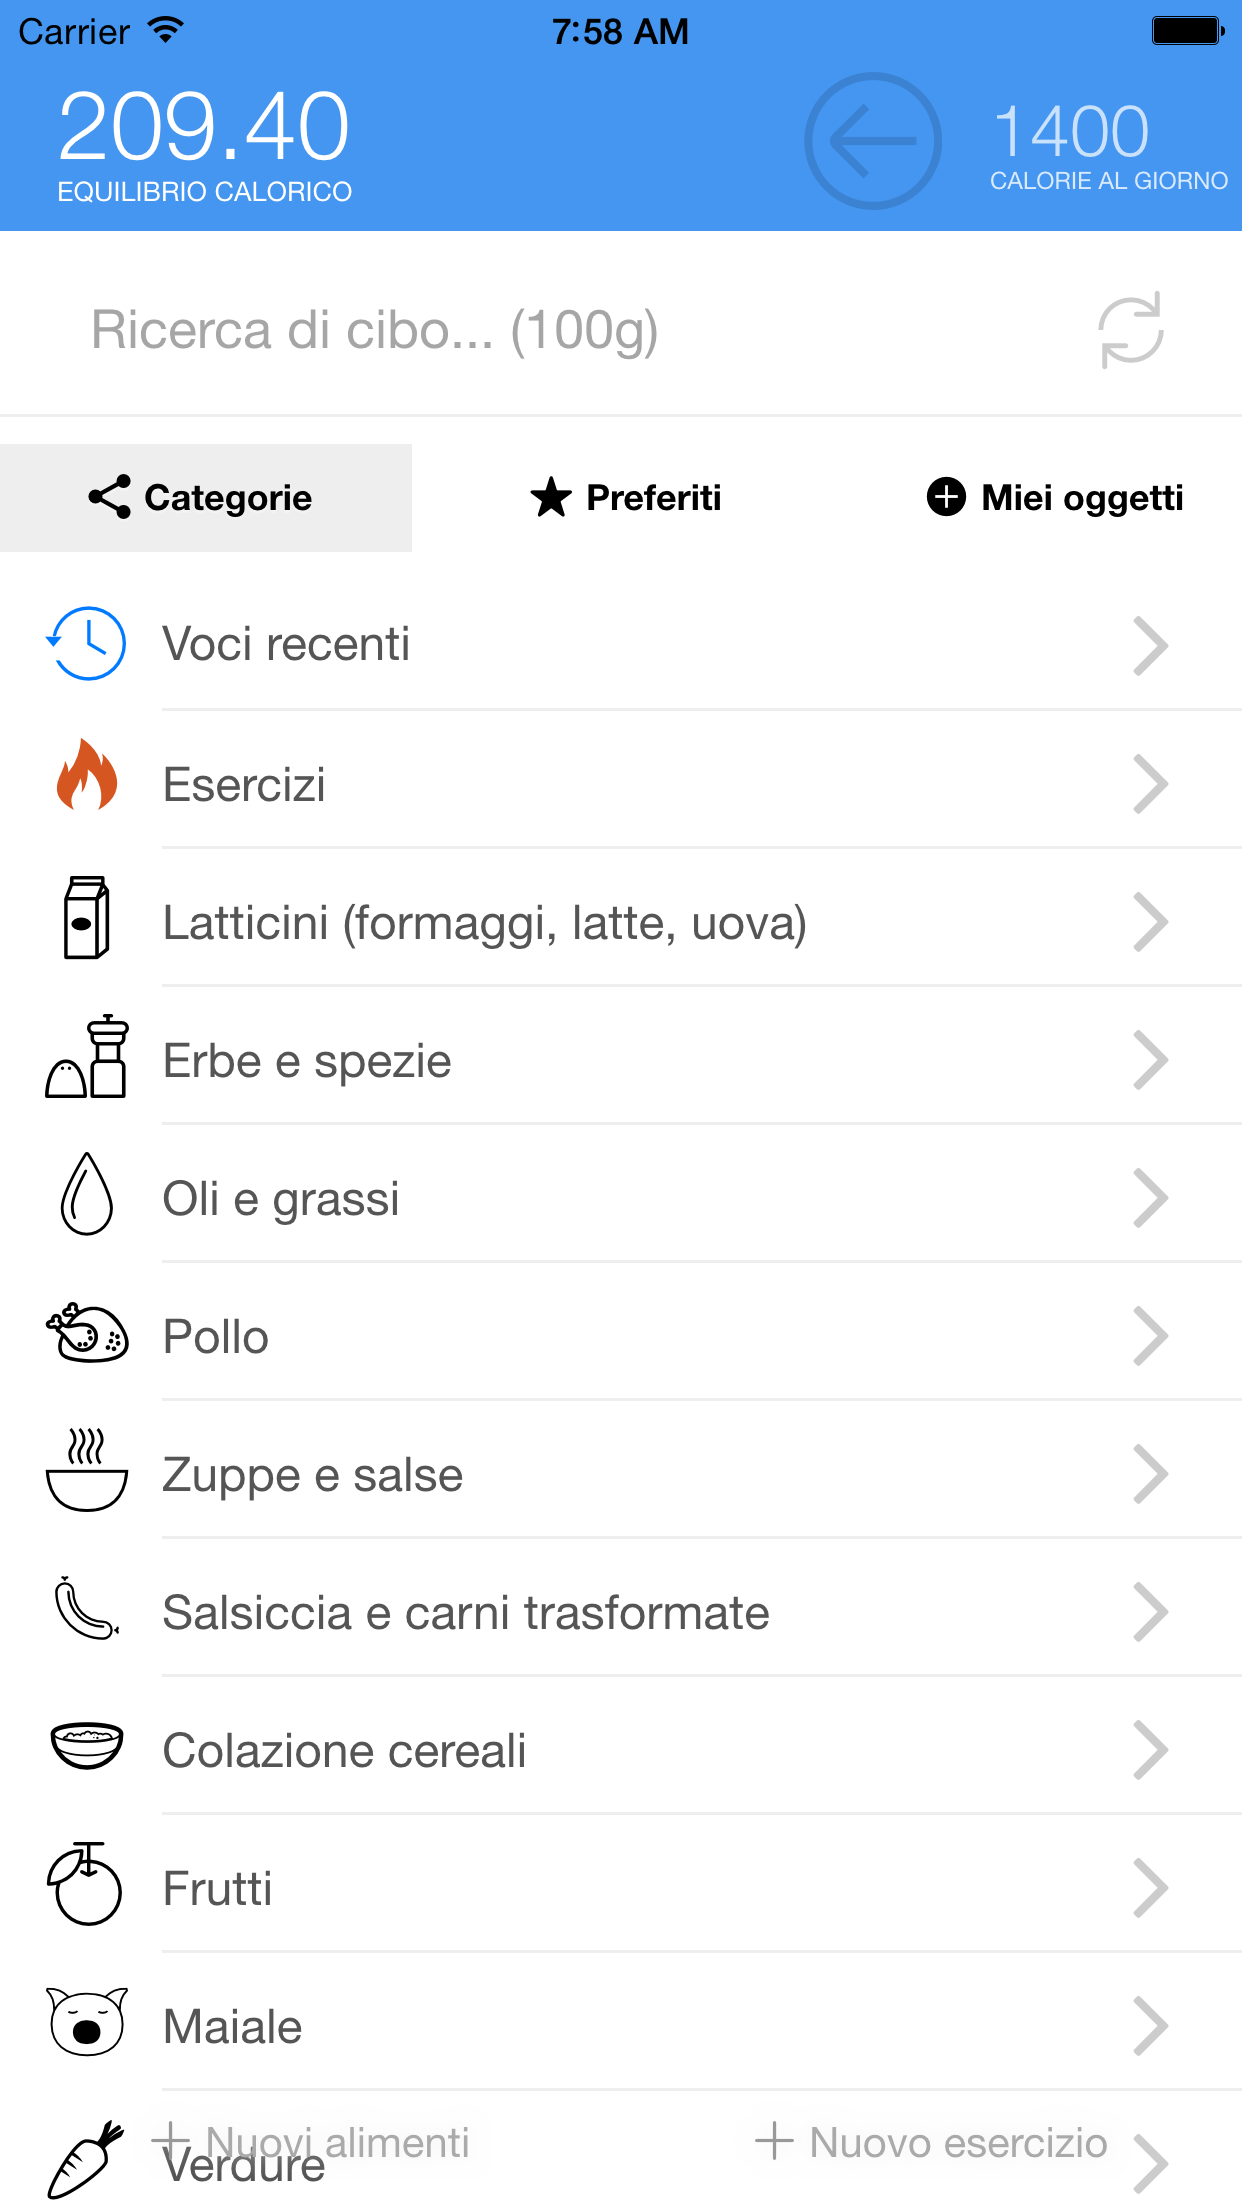 Carrier 7:58 AM
209.40 1400
EQUILIBRIO CALORICO CALORIE AL GIORNO
Ricerca di cibo... (100g)
Categorie Preferiti Miei oggetti
Voci recenti
Esercizi
Latticini (formaggi, latte, uova)
Erbe e spezie
Oli e grassi
Pollo
Zuppe e salse
Salsiccia e carni trasformate
Colazione cereali
Frutti
Maiale
Nuovi alimenti Nuovo esercizio
Verdure